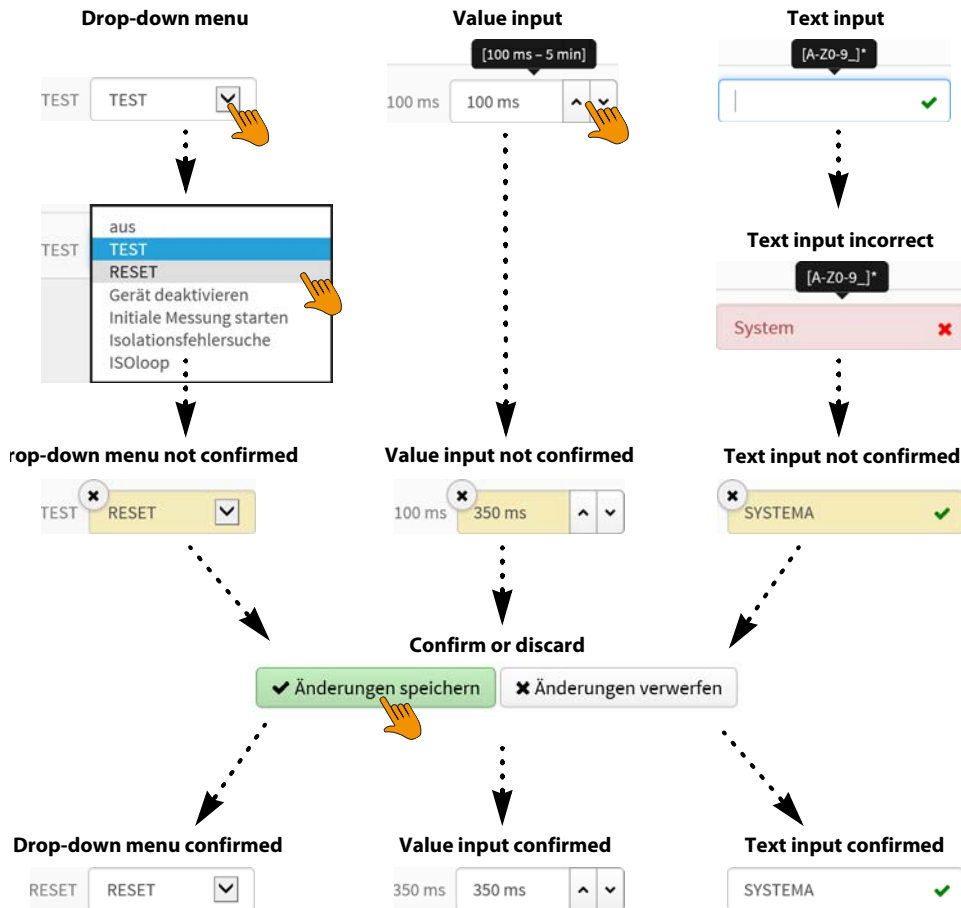 Drop-down menu
Value input
Text input
[100 ms – 5 min]
[A-Z0-9_]*
TEST TEST
100 ms 100 ms
aus
TEST TEST
RESET
Gerät deaktivieren
Initiale Messung starten
Isolationsfehlersuche
ISOloop
Text input incorrect
[A-Z0-9_]*
System
rop-down menu not confirmed
Value input not confirmed
Text input not confirmed
TEST RESET
100 ms 350 ms
SYSTEMA
Confirm or discard
Änderungen speichern
Änderungen verwerfen
Drop-down menu confirmed
Value input confirmed
Text input confirmed
RESET RESET
350 ms 350 ms
SYSTEMA